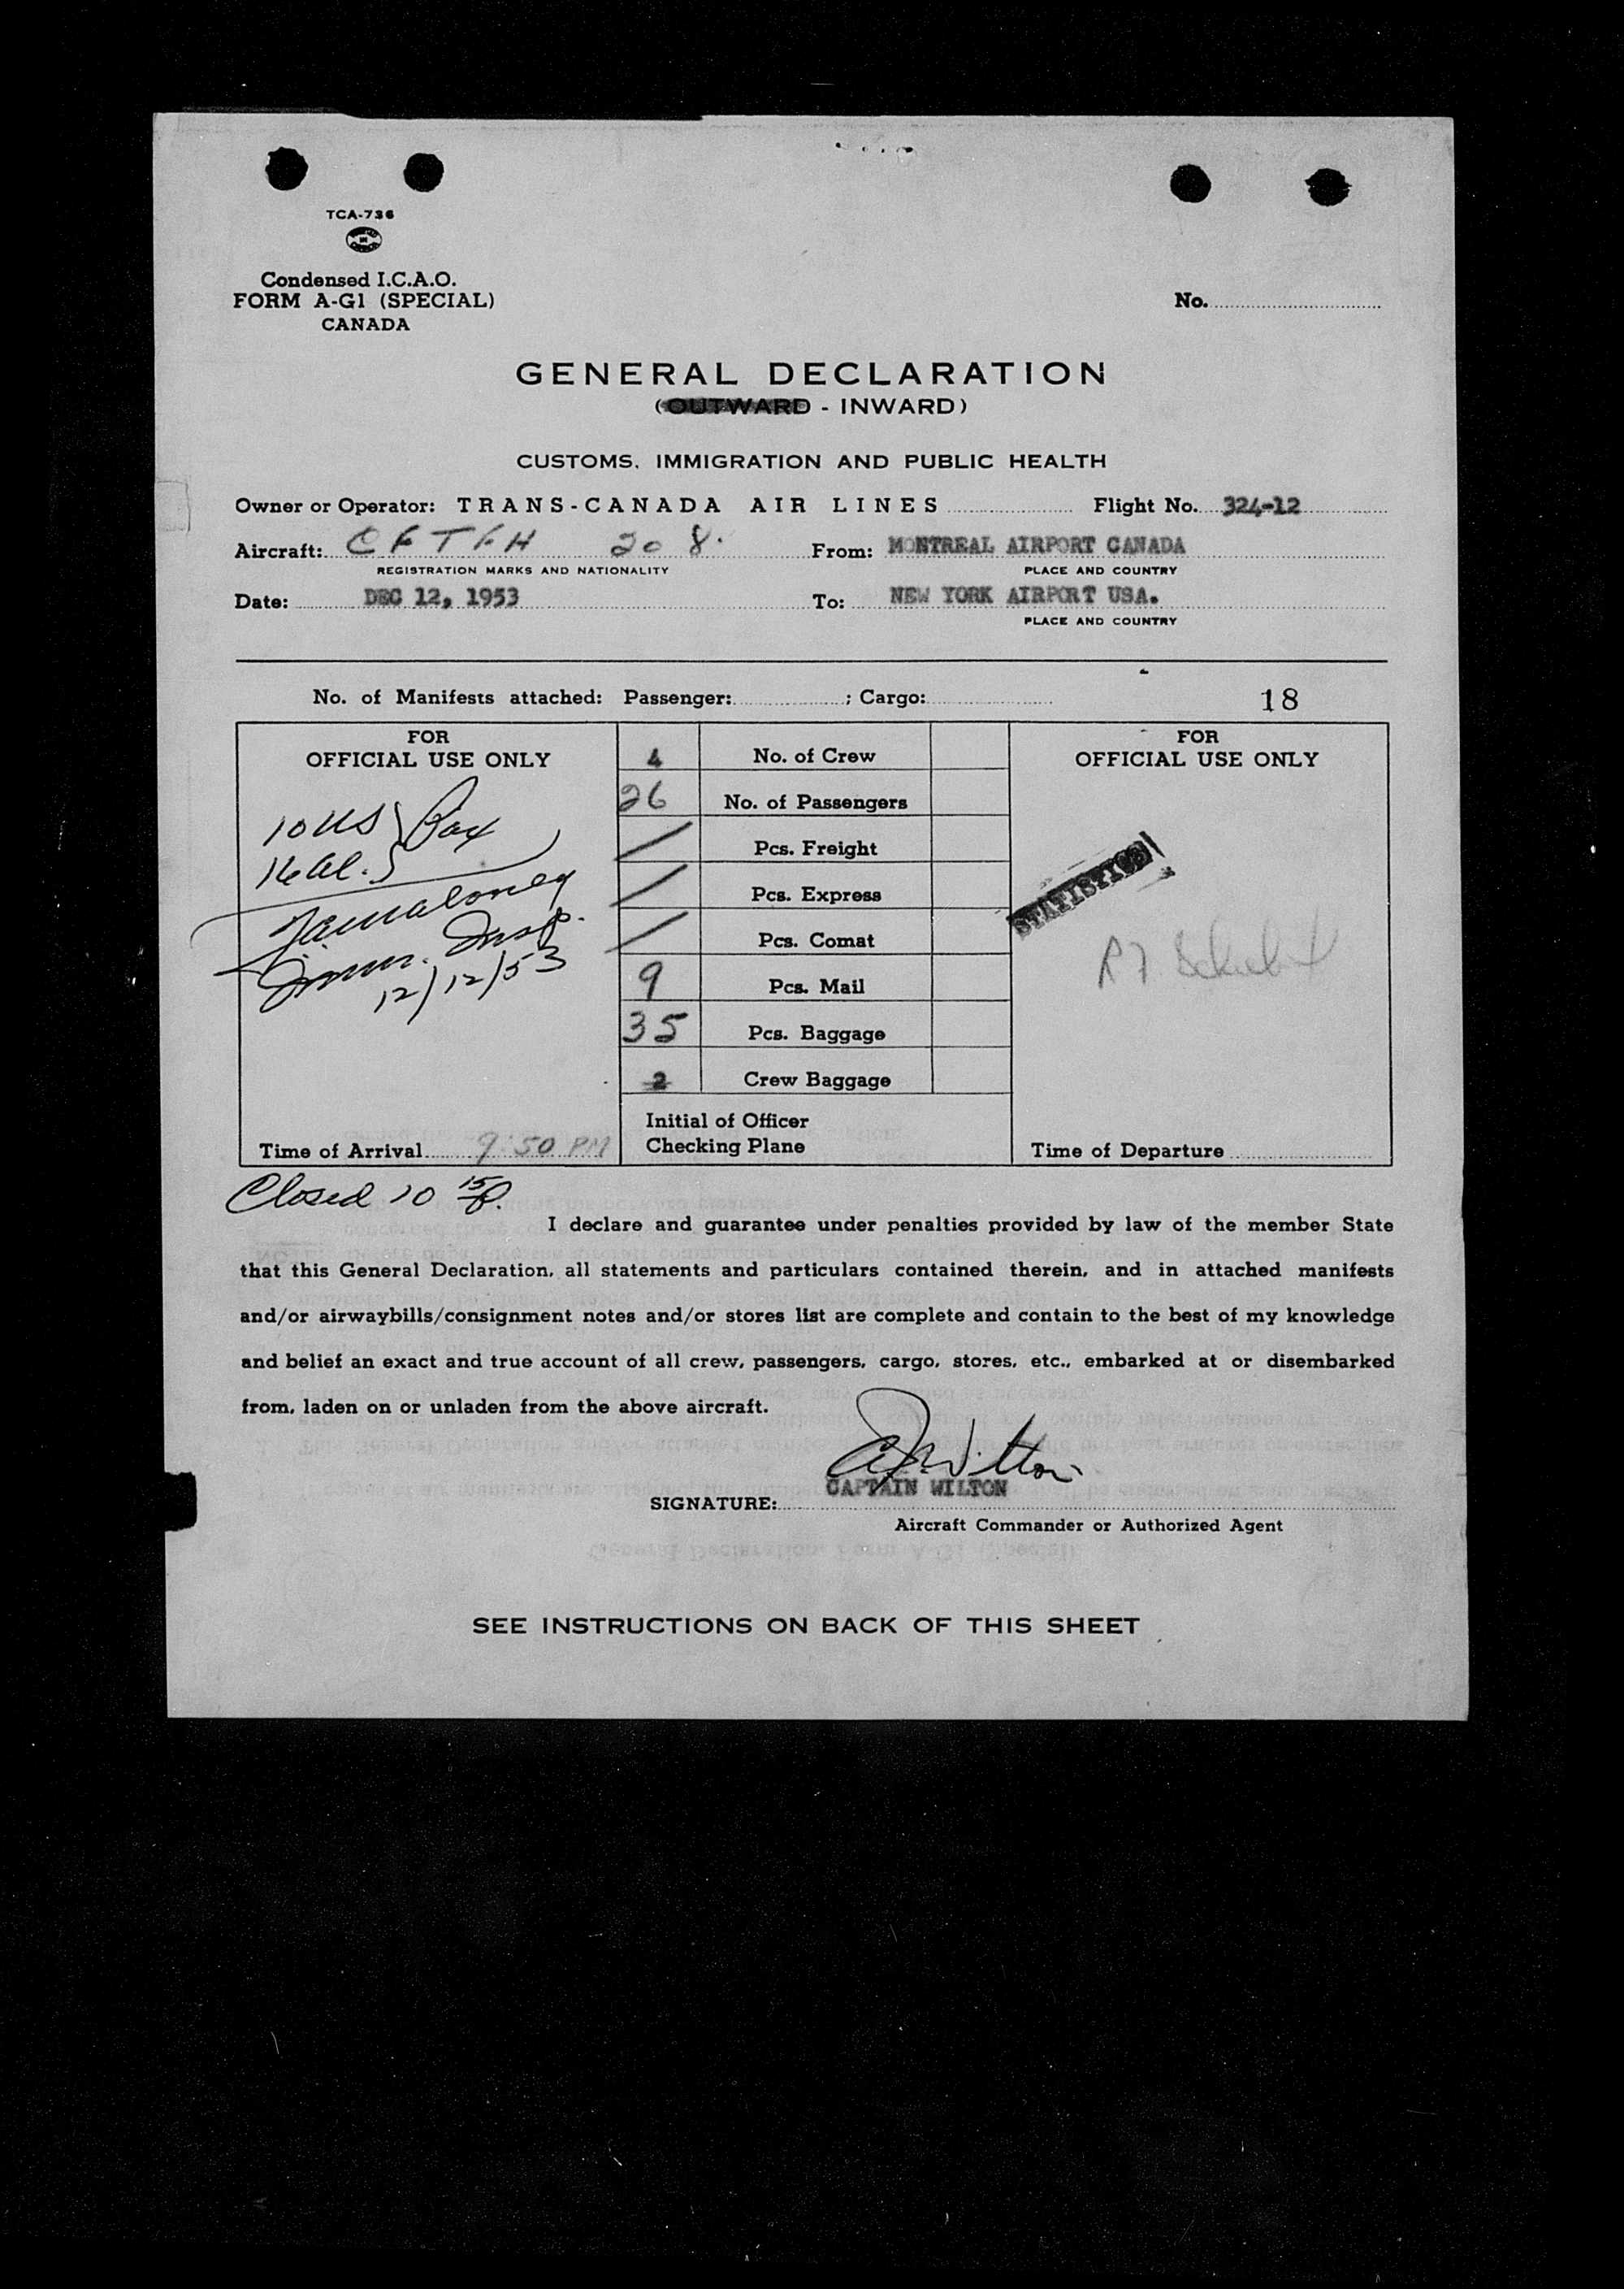 TCA-736
Condensed I.C.A.O.
FORM A-G1 (SPECIAL)
CANADA
No.
GENERAL DECLARATION
(OUTWARD - INWARD)
CUSTOMS, IMMIGRATION AND PUBLIC HEALTH
Owner or Operator: TRANS-CANADA AIR LINES Flight No. 324-12
Aircraft: CFTFH 208. From: MONTREAL AIRPORT CANADA
REGISTRATION MARKS AND NATIONALITY PLACE AND COUNTRY
Date: DEC 12, 1953 To: NEW YORK AIRPORT USA.
PLACE AND COUNTRY
No. of Manifests attached: Passenger: ; Cargo: 18
FOR
OFFICIAL USE ONLY
10 US Pax
16 al.
Immr. Insp.
12/12/53
Time of Arrival 9:50 PM
4 No. of Crew
26 No. of Passengers
/ Pcs. Freight
/ Pcs. Express
/ Pcs. Comat
9 Pcs. Mail
35 Pcs. Baggage
2 Crew Baggage
Initial of Officer
Checking Plane
FOR
OFFICIAL USE ONLY
STATISTICS
Time of Departure
Closed 10 15 p.
I declare and guarantee under penalties provided by law of the member State
that this General Declaration, all statements and particulars contained therein, and in attached manifests
and/or airwaybills/consignment notes and/or stores list are complete and contain to the best of my knowledge
and belief an exact and true account of all crew, passengers, cargo, stores, etc., embarked at or disembarked
from, laden on or unladen from the above aircraft.
Wilton
CAPTAIN WILTON
SIGNATURE:
Aircraft Commander or Authorized Agent
SEE INSTRUCTIONS ON BACK OF THIS SHEET